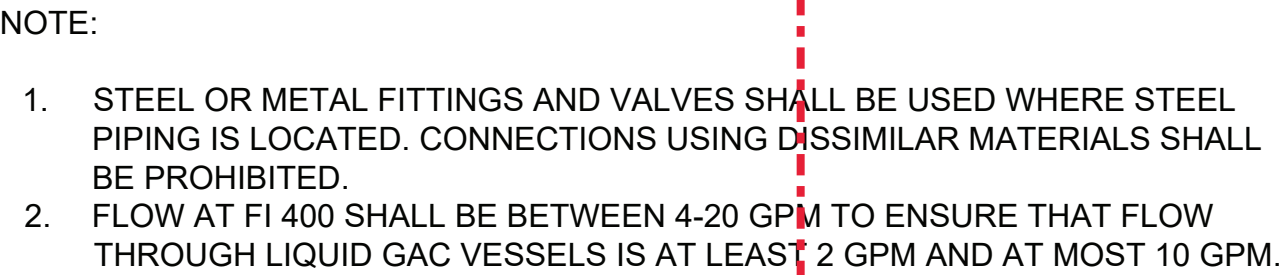 NOTE:
1. STEEL OR METAL FITTINGS AND VALVES SHALL BE USED WHERE STEEL
PIPING IS LOCATED. CONNECTIONS USING DISSIMILAR MATERIALS SHALL
BE PROHIBITED.
2. FLOW AT FI 400 SHALL BE BETWEEN 4-20 GPM TO ENSURE THAT FLOW
THROUGH LIQUID GAC VESSELS IS AT LEAST 2 GPM AND AT MOST 10 GPM.